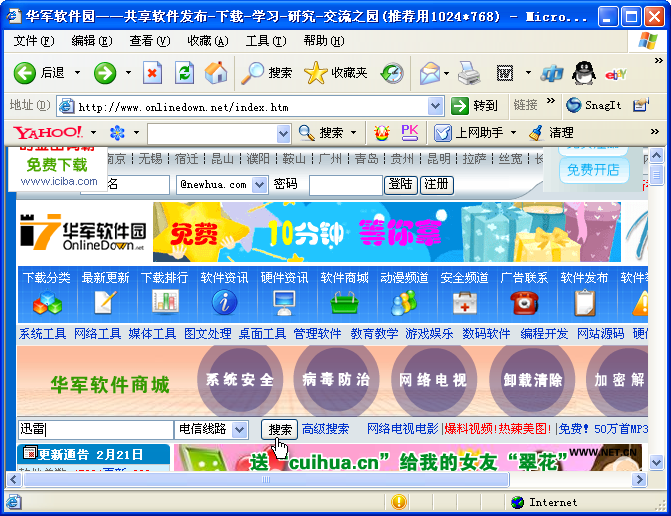 华军软件园——共享软件发布-下载-学习-研究-交流之园(推荐用1024*768) - Micro...
文件(F) 编辑(E) 查看(V) 收藏(A) 工具(T) 帮助(H)
后退 搜索 收藏夹
地址(D) http://www.onlinedown.net/index.htm 转到 链接 SnagIt
YAHOO! 搜索 PK 上网助手 清理
南京 | 无锡 | 宿迁 | 昆山 | 濮阳 | 鞍山 | 广州 | 青岛 | 贵州 | 昆明 | 拉萨 | 丝宽 |
免费下载 免费开店
www.iciba.com 名 @newhua.com 密码 登陆 注册
华军软件园 免费 10分钟 等你拿
OnlineDown.net
下载分类 最新更新 下载排行 软件资讯 硬件资讯 软件商城 动漫频道 安全频道 广告联系 软件发布 软件
系统工具 网络工具 媒体工具 图文处理 桌面工具 管理软件 教育教学 游戏娱乐 数码软件 编程开发 网站源码 硬件
华军软件商城 系统安全 病毒防治 网络电视 卸载清除 加密解
迅雷 电信线路 搜索 高级搜索 网络电视电影 |爆料视频!热辣美图! |免费! 50万首MP3
更新通告 2月21日 WWW.NET.CN
送“cuihua.cn”给我的女友“翠花”
Internet